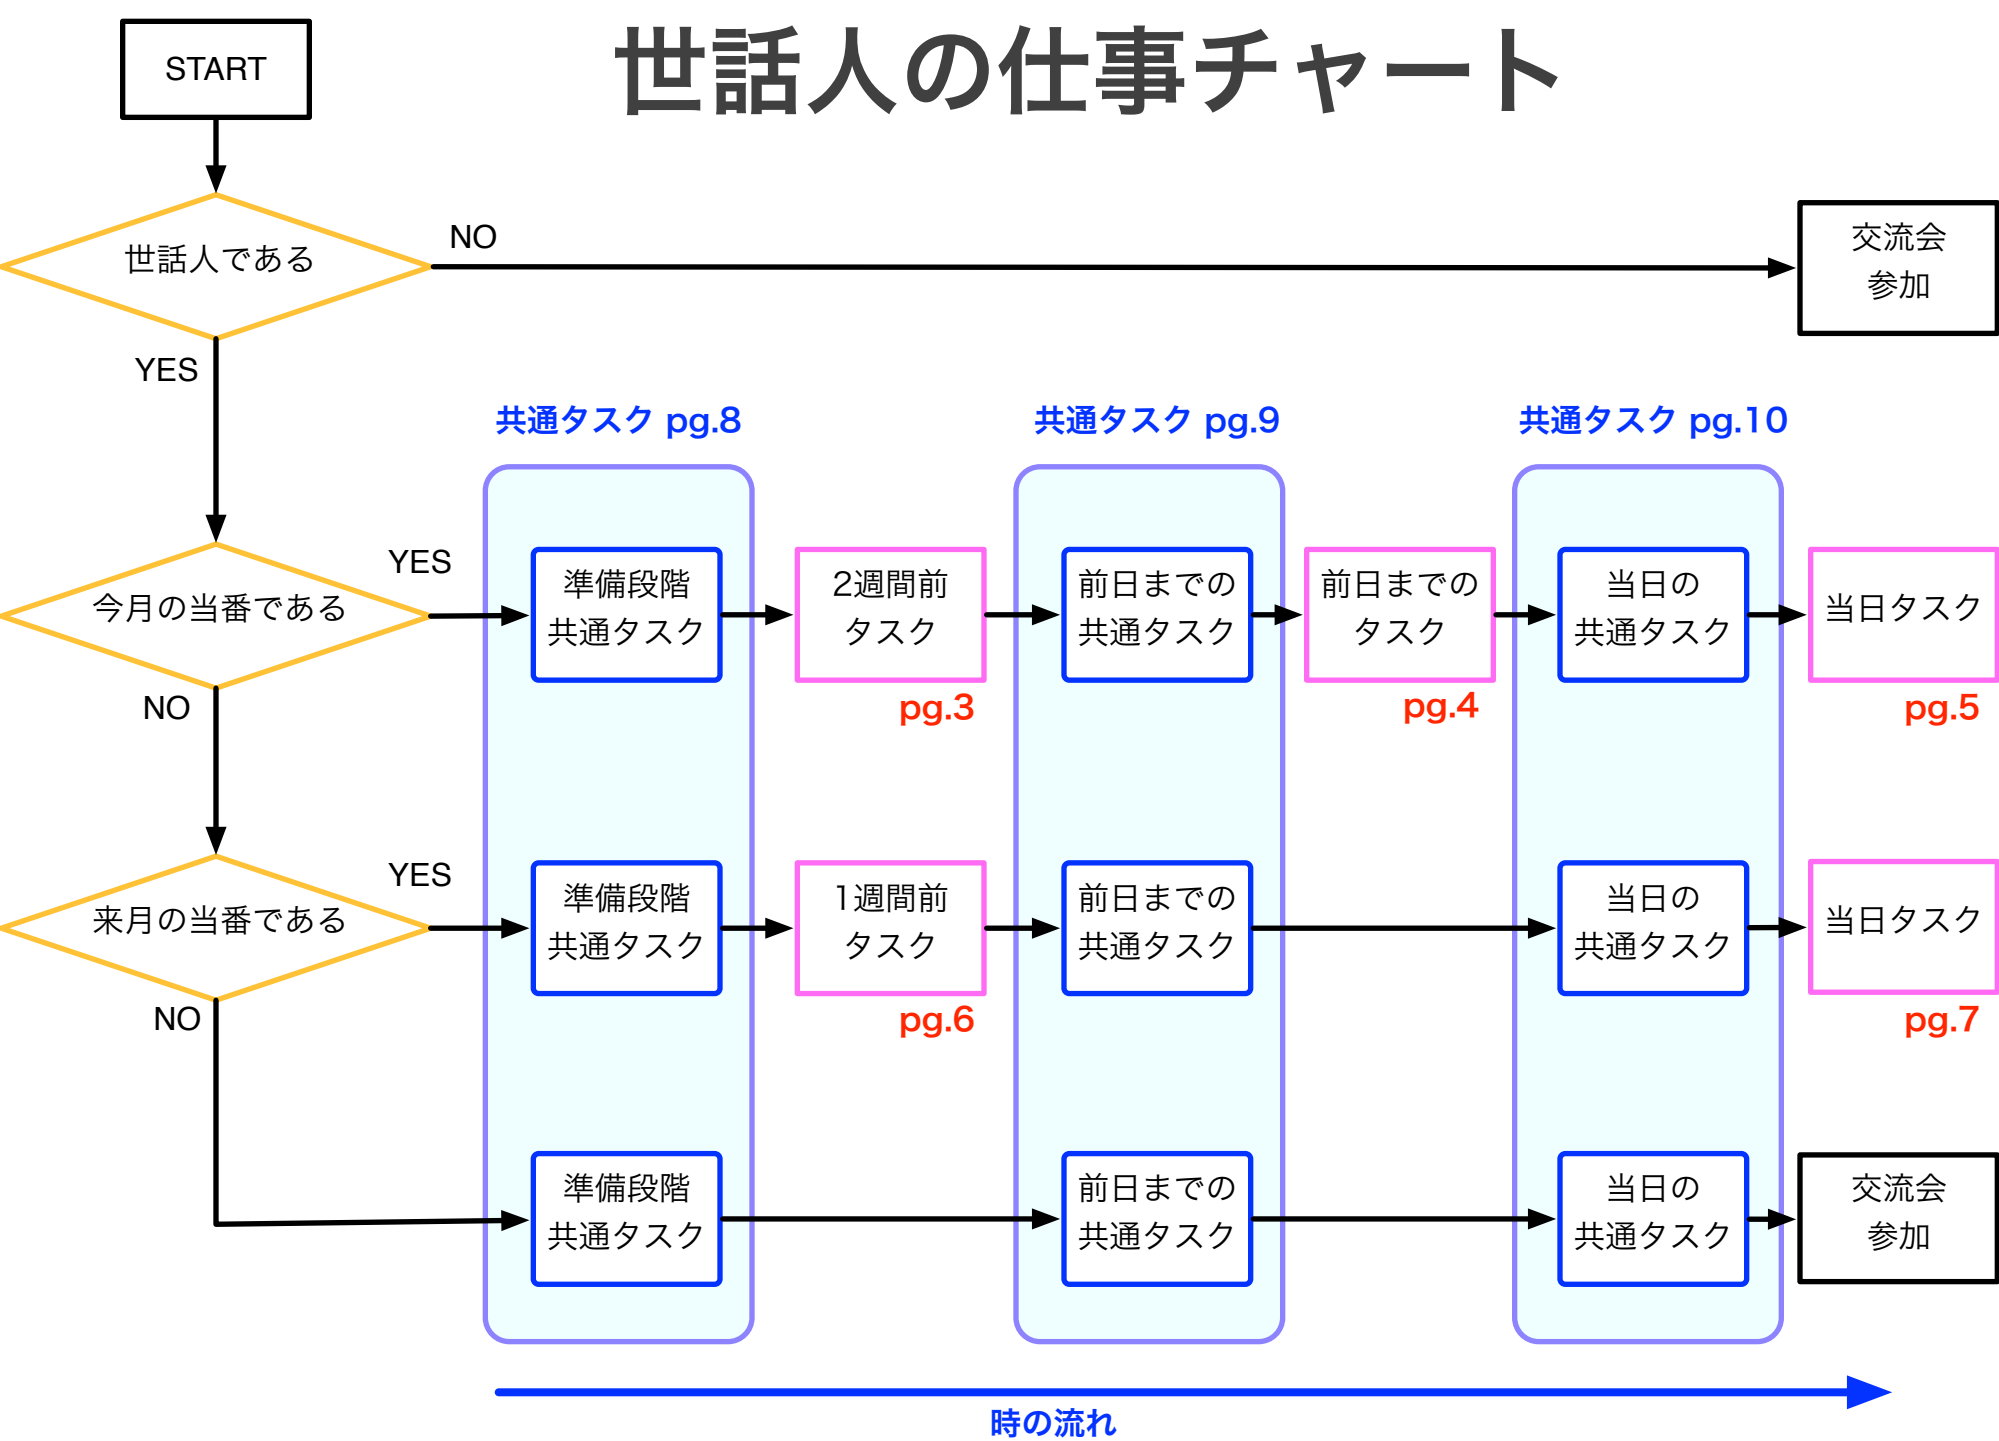 世話人の仕事チャート
START
世話人である
NO
交流会
参加
YES
共通タスク pg.8
共通タスク pg.9
共通タスク pg.10
今月の当番である
YES
準備段階
共通タスク
2週間前
タスク
pg.3
前日までの
共通タスク
前日までの
タスク
pg.4
当日の
共通タスク
当日タスク
pg.5
NO
来月の当番である
YES
準備段階
共通タスク
1週間前
タスク
pg.6
前日までの
共通タスク
当日の
共通タスク
当日タスク
pg.7
NO
準備段階
共通タスク
前日までの
共通タスク
当日の
共通タスク
交流会
参加
時の流れ